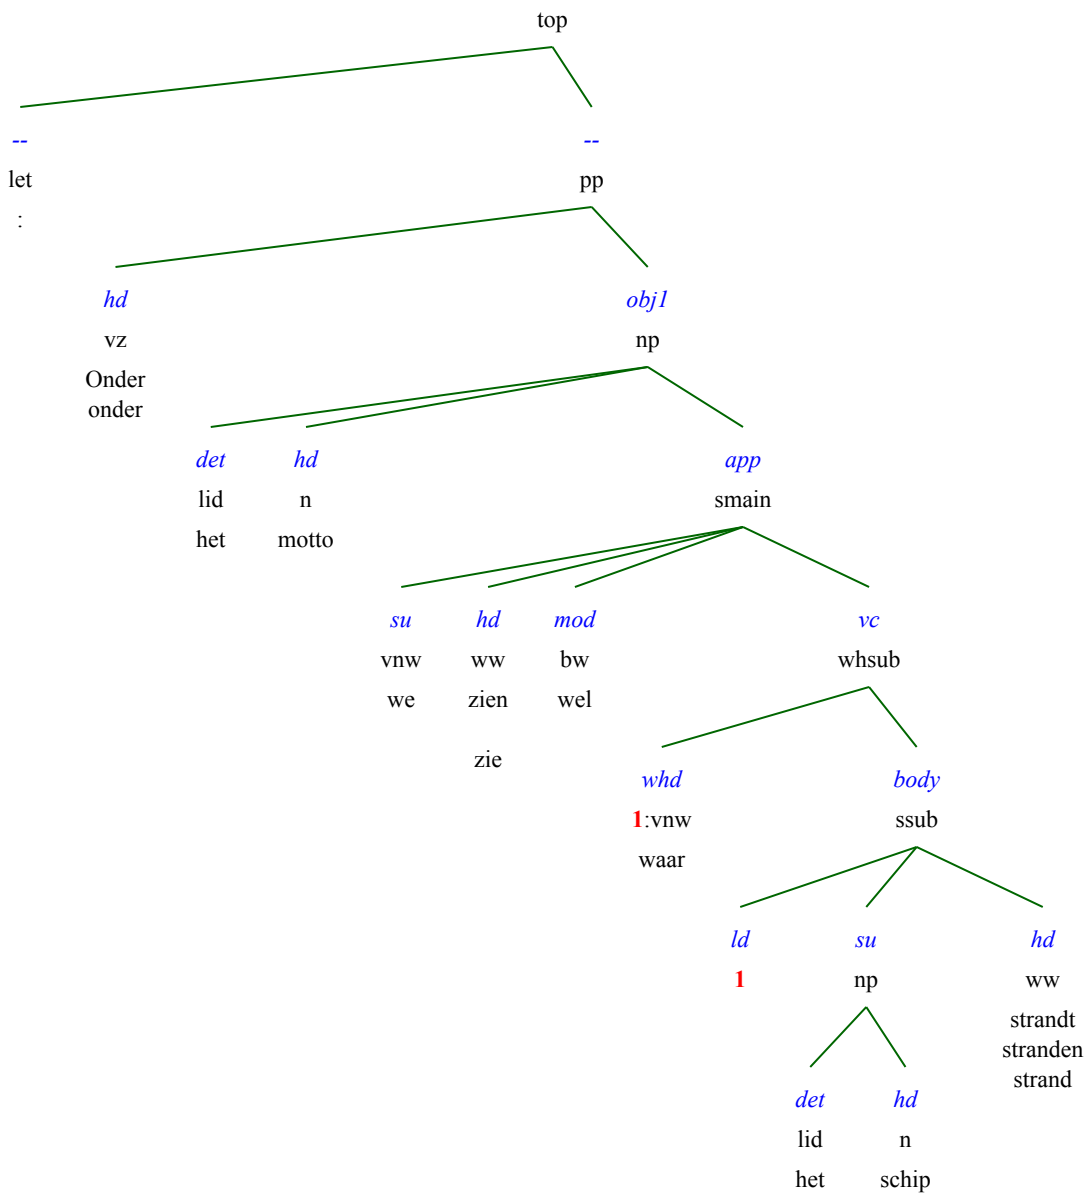 top
-- --
let pp
:
hd obj1
vz np
Onder
onder
det hd app
lid n smain
het motto
su hd mod vc
vnw ww bw whsub
we zien wel
zie
whd body
1:vnw ssub
waar
ld su hd
1 np ww
strandt
stranden
strand
det hd
lid n
het schip